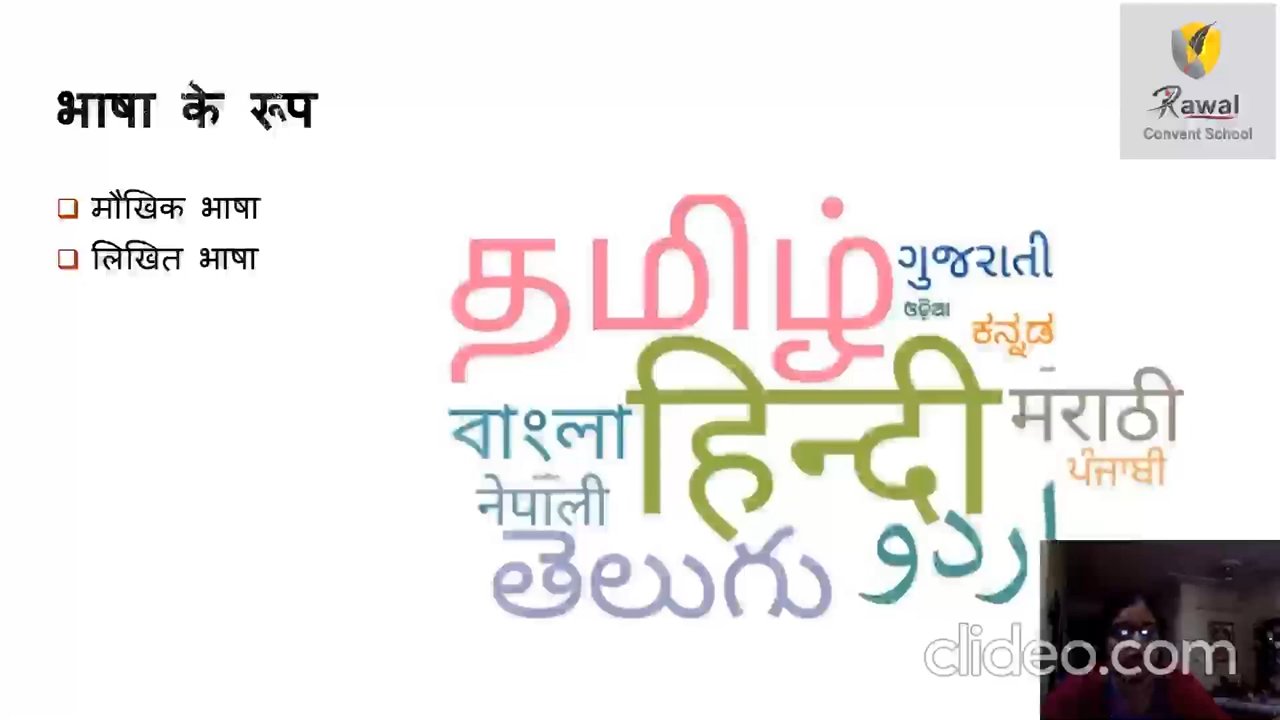 Rawal
Convent School
भाषा के रूप
मौखिक भाषा
लिखित भाषा
தமிழ்
ગુજરાતી
ଓଡ଼ିଆ
ಕನ್ನಡ
বাংলা
हिन्दी
मराठी
ਪੰਜਾਬੀ
नेपाली
తెలుగు
اردو
clideo.com